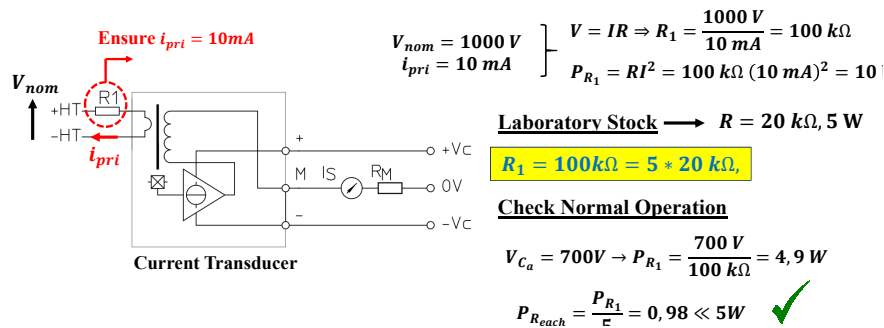 Ensure i_pri = 10mA
V_nom
R1
+HT
-HT
i_pri
+
+Vc
M IS RM
0V
-
-Vc
Current Transducer
V_nom = 1000 V
i_pri = 10 mA
V = IR ⇒ R_1 = 1000 V / 10 mA = 100 kΩ
P_R1 = RI² = 100 kΩ (10 mA)² = 10
Laboratory Stock → R = 20 kΩ, 5 W
R_1 = 100kΩ = 5 * 20 kΩ,
Check Normal Operation
V_Ca = 700V → P_R1 = 700 V / 100 kΩ = 4,9 W
P_Reach = P_R1 / 5 = 0,98 ≪ 5W